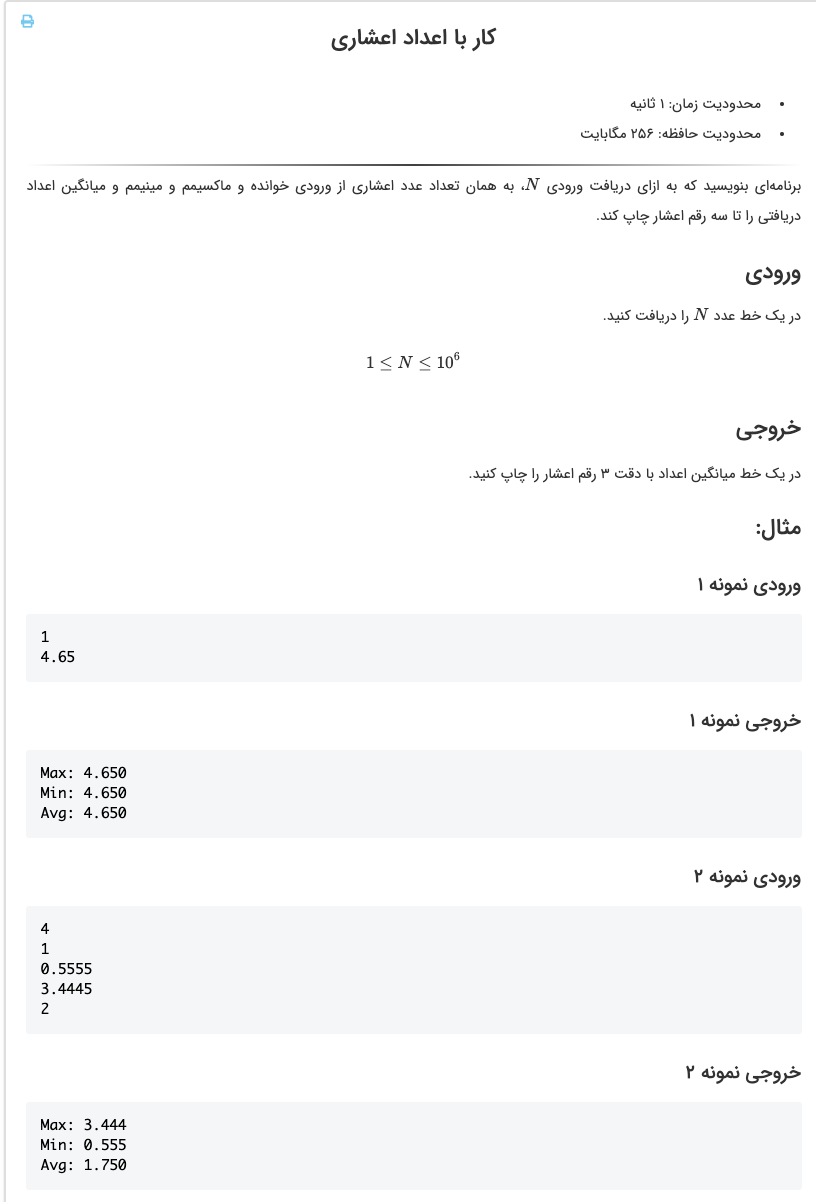 کار با اعداد اعشاری
• محدودیت زمان: ۱ ثانیه
• محدودیت حافظه: ۲۵۶ مگابایت
برنامه‌ای بنویسید که به ازای دریافت ورودی N، به همان تعداد عدد اعشاری از ورودی خوانده و ماکسیمم و مینیمم و میانگین اعداد
دریافتی را تا سه رقم اعشار چاپ کند.
ورودی
در یک خط عدد N را دریافت کنید.
1 ≤ N ≤ 10⁶
خروجی
در یک خط میانگین اعداد با دقت ۳ رقم اعشار را چاپ کنید.
مثال:
ورودی نمونه ۱
1
4.65
خروجی نمونه ۱
Max: 4.650
Min: 4.650
Avg: 4.650
ورودی نمونه ۲
4
1
0.5555
3.4445
2
خروجی نمونه ۲
Max: 3.444
Min: 0.555
Avg: 1.750